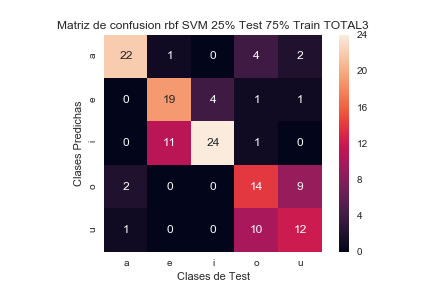 Matriz de confusion rbf SVM 25% Test 75% Train TOTAL3
Clases Predichas
a 22 1 0 4 2
e 0 19 4 1 1
i 0 11 24 1 0
o 2 0 0 14 9
u 1 0 0 10 12
a e i o u
Clases de Test
24
20
16
12
8
4
0